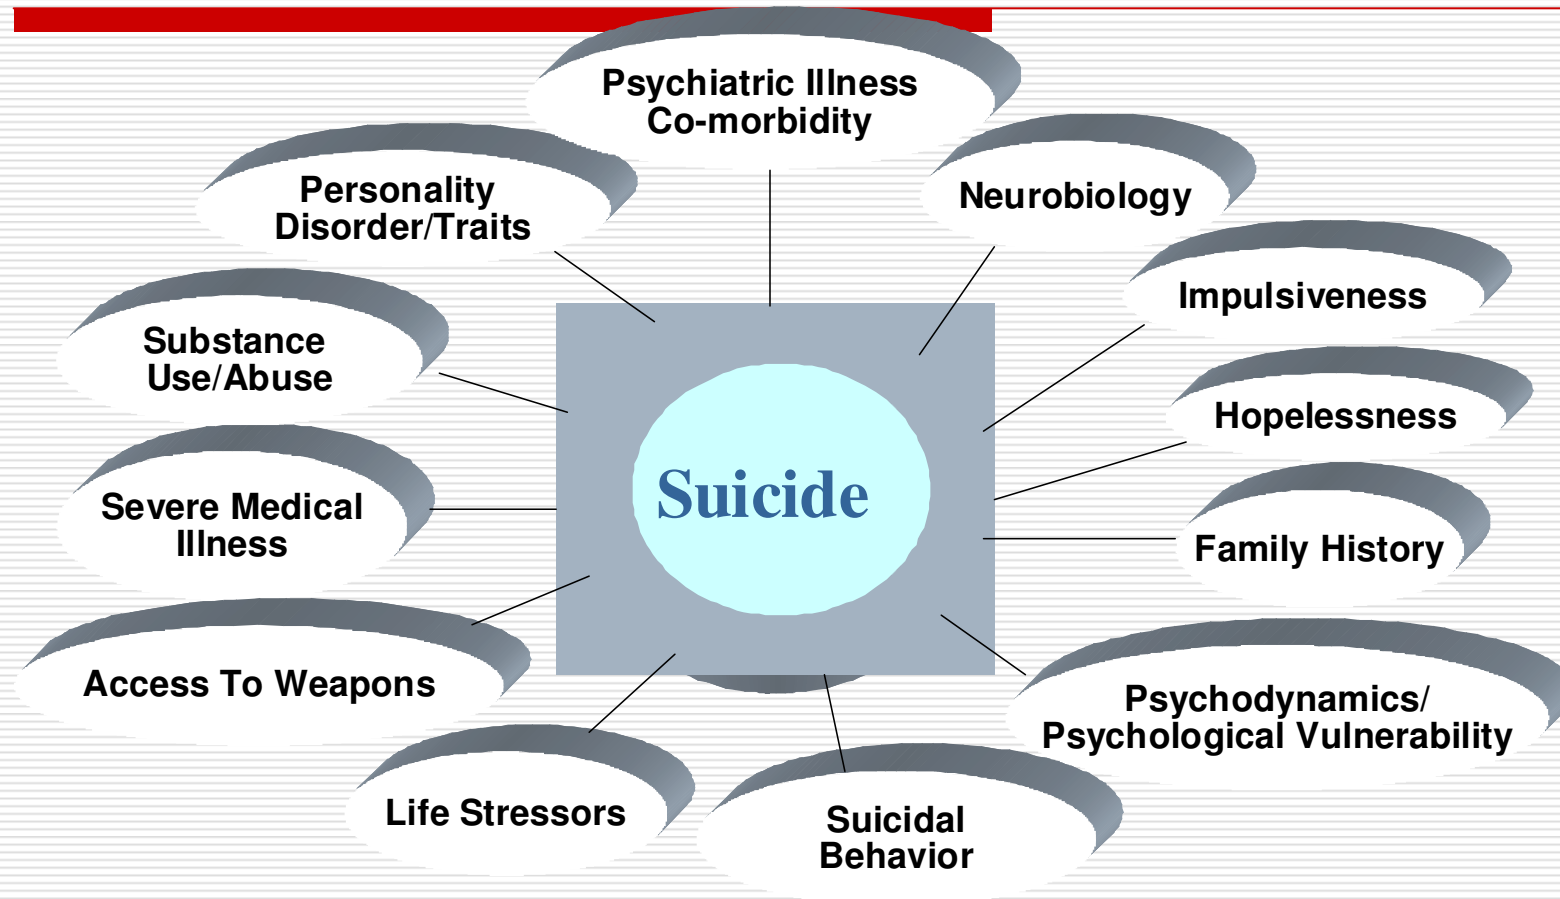 Psychiatric Illness
Co-morbidity
Neurobiology
Impulsiveness
Hopelessness
Family History
Psychodynamics/
Psychological Vulnerability
Suicidal
Behavior
Life Stressors
Access To Weapons
Severe Medical
Illness
Substance
Use/Abuse
Personality
Disorder/Traits
Suicide